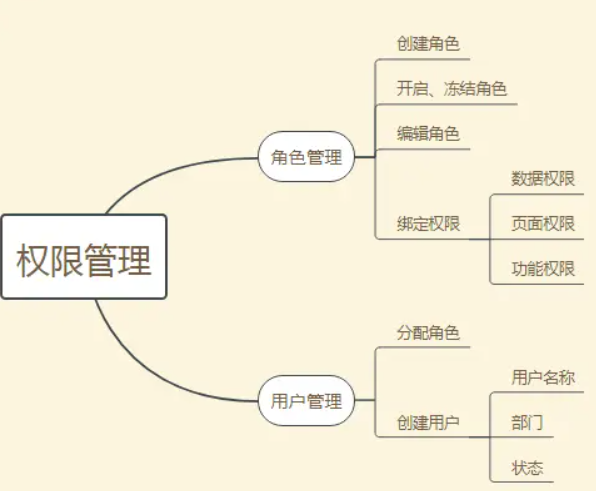 权限管理
角色管理
创建角色
开启、冻结角色
编辑角色
绑定权限
数据权限
页面权限
功能权限
用户管理
分配角色
创建用户
用户名称
部门
状态